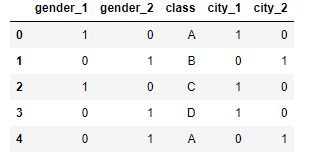 gender_1 gender_2 class city_1 city_2
0 1 0 A 1 0
1 0 1 B 0 1
2 1 0 C 1 0
3 0 1 D 1 0
4 0 1 A 0 1